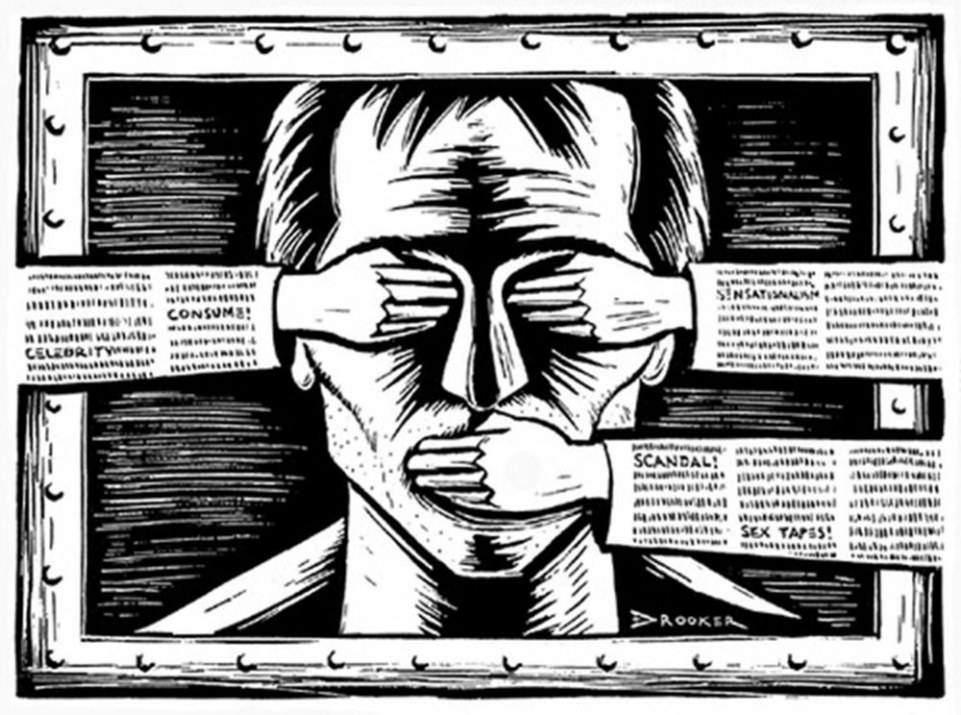 CONSUME!
CELEBRITY
SENSATIONALISM
SCANDAL!
SEX TAPES!
DROOKER